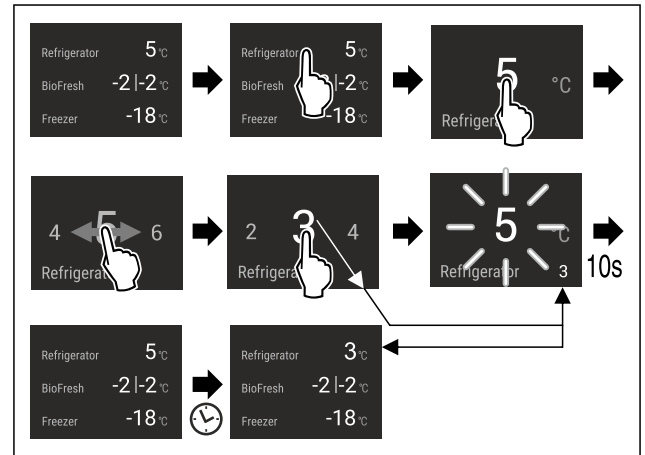 Refrigerator 5 °C
BioFresh -2|-2 °C
Freezer -18 °C
Refrigerator 5 °C
BioFresh |-2 °C
Freezer -18 °C
5 °C
4 5 6
2 3 4
5 °C
Refrigerator 3
10s
Refrigerator 5 °C
BioFresh -2|-2 °C
Freezer -18 °C
Refrigerator 3 °C
BioFresh -2|-2 °C
Freezer -18 °C